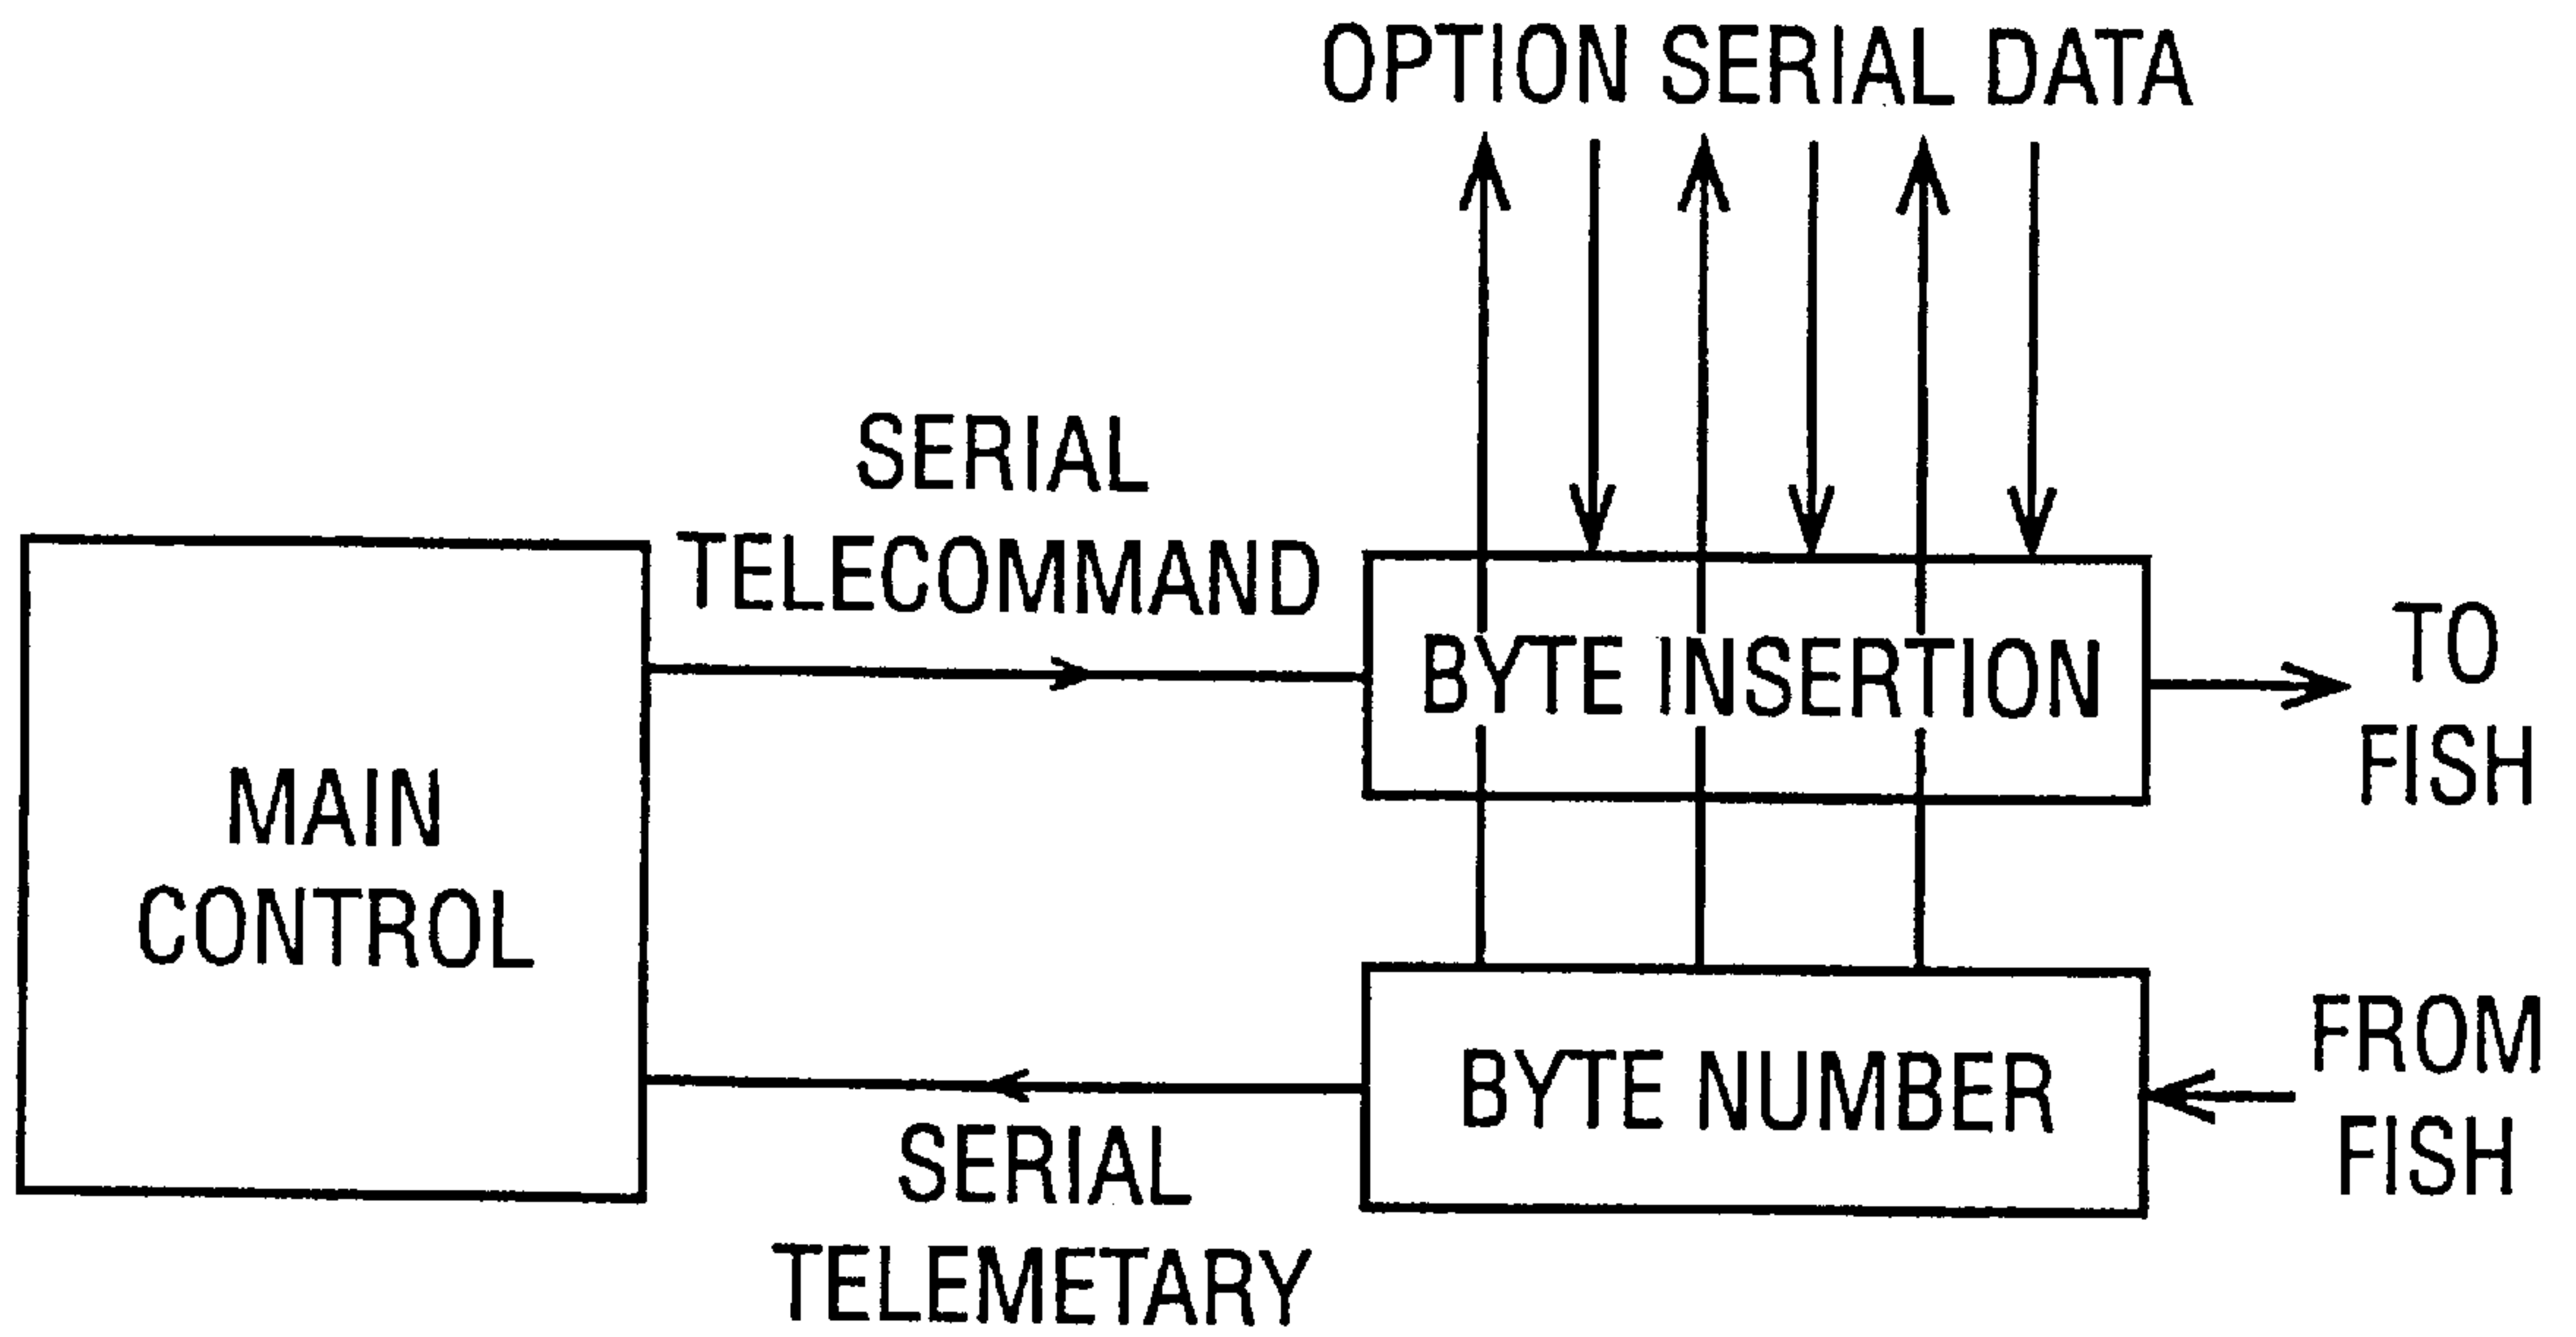 OPTION SERIAL DATA
SERIAL
TELECOMMAND
BYTE INSERTION
TO
FISH
MAIN
CONTROL
BYTE NUMBER
FROM
FISH
SERIAL
TELEMETARY